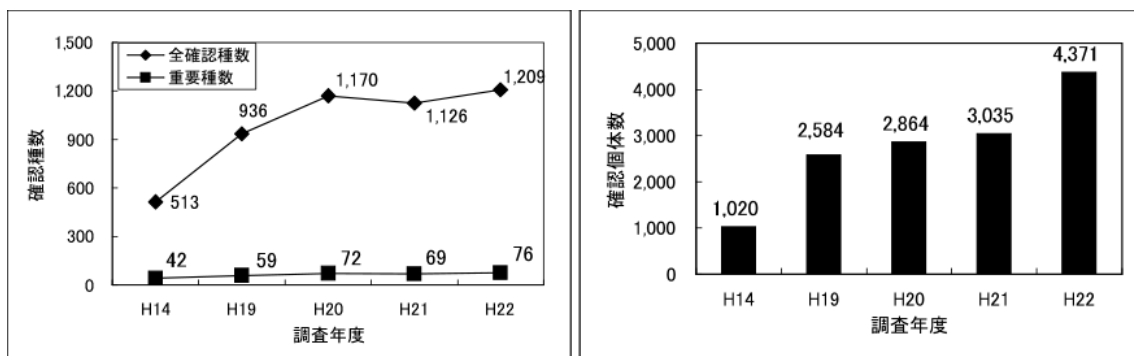 1,500
1,200
900
600
300
0
確認種数
全確認種数
重要種数
513
936
1,170
1,126
1,209
42
59
72
69
76
H14
H19
H20
H21
H22
調査年度
5,000
4,000
3,000
2,000
1,000
0
確認個体数
1,020
2,584
2,864
3,035
4,371
H14
H19
H20
H21
H22
調査年度